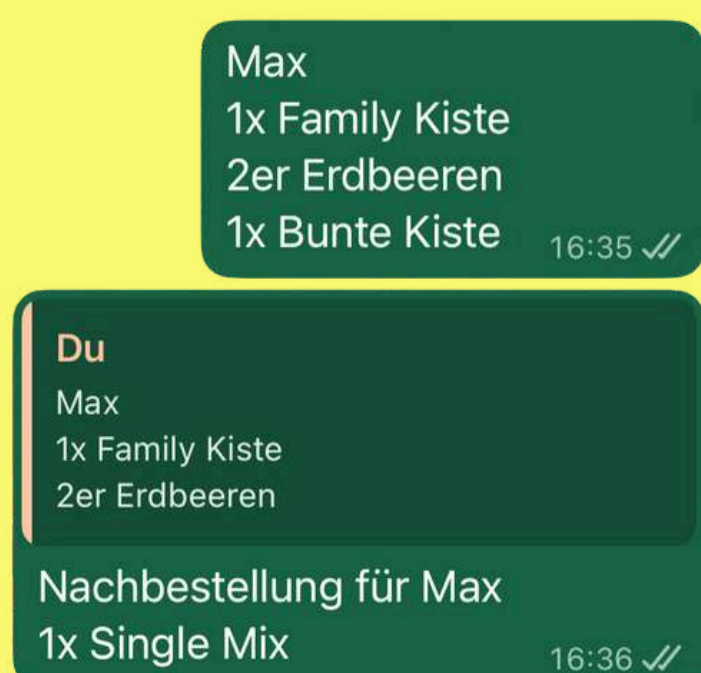 Max
1x Family Kiste
2er Erdbeeren
1x Bunte Kiste
16:35
Du
Max
1x Family Kiste
2er Erdbeeren
Nachbestellung für Max
1x Single Mix
16:36